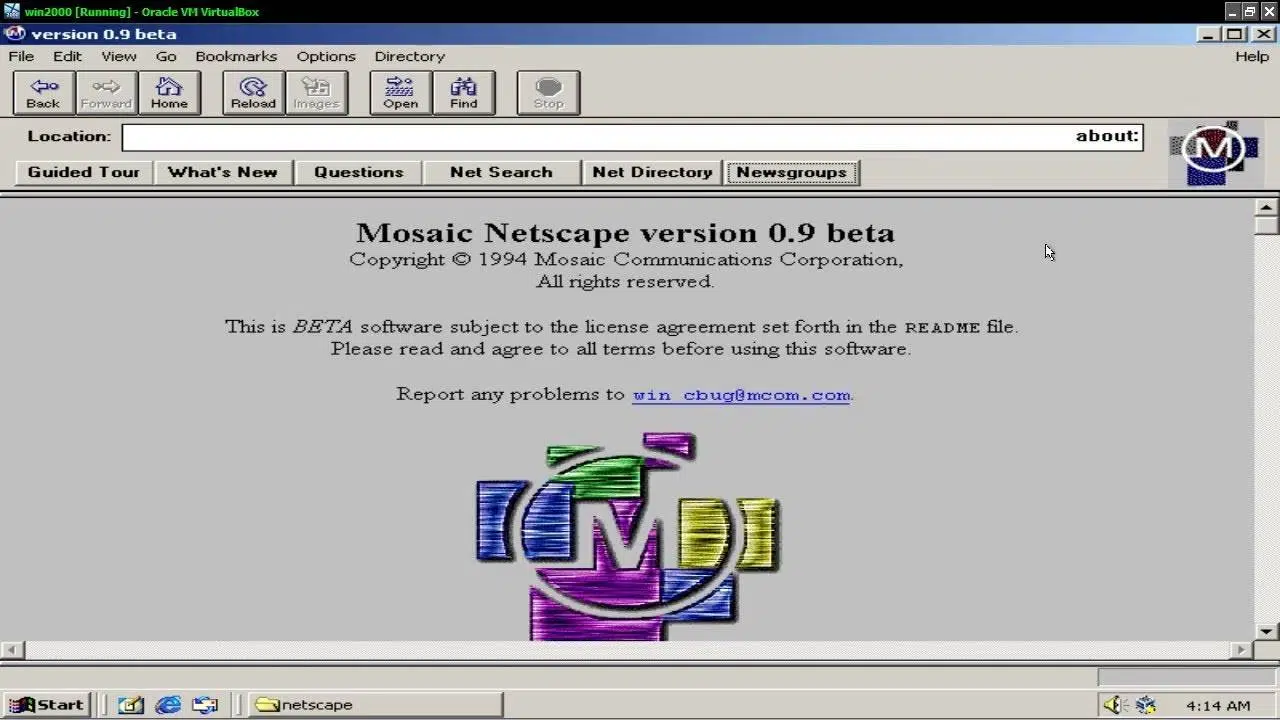 win2000 [Running] - Oracle VM VirtualBox
version 0.9 beta
File Edit View Go Bookmarks Options Directory Help
Back Forward Home Reload Images Open Find Stop
Location: about:
M
Guided Tour What's New Questions Net Search Net Directory Newsgroups
Mosaic Netscape version 0.9 beta
Copyright © 1994 Mosaic Communications Corporation,
All rights reserved.
This is BETA software subject to the license agreement set forth in the README file.
Please read and agree to all terms before using this software.
Report any problems to win_cbug@mcom.com.
M
Start netscape 4:14 AM